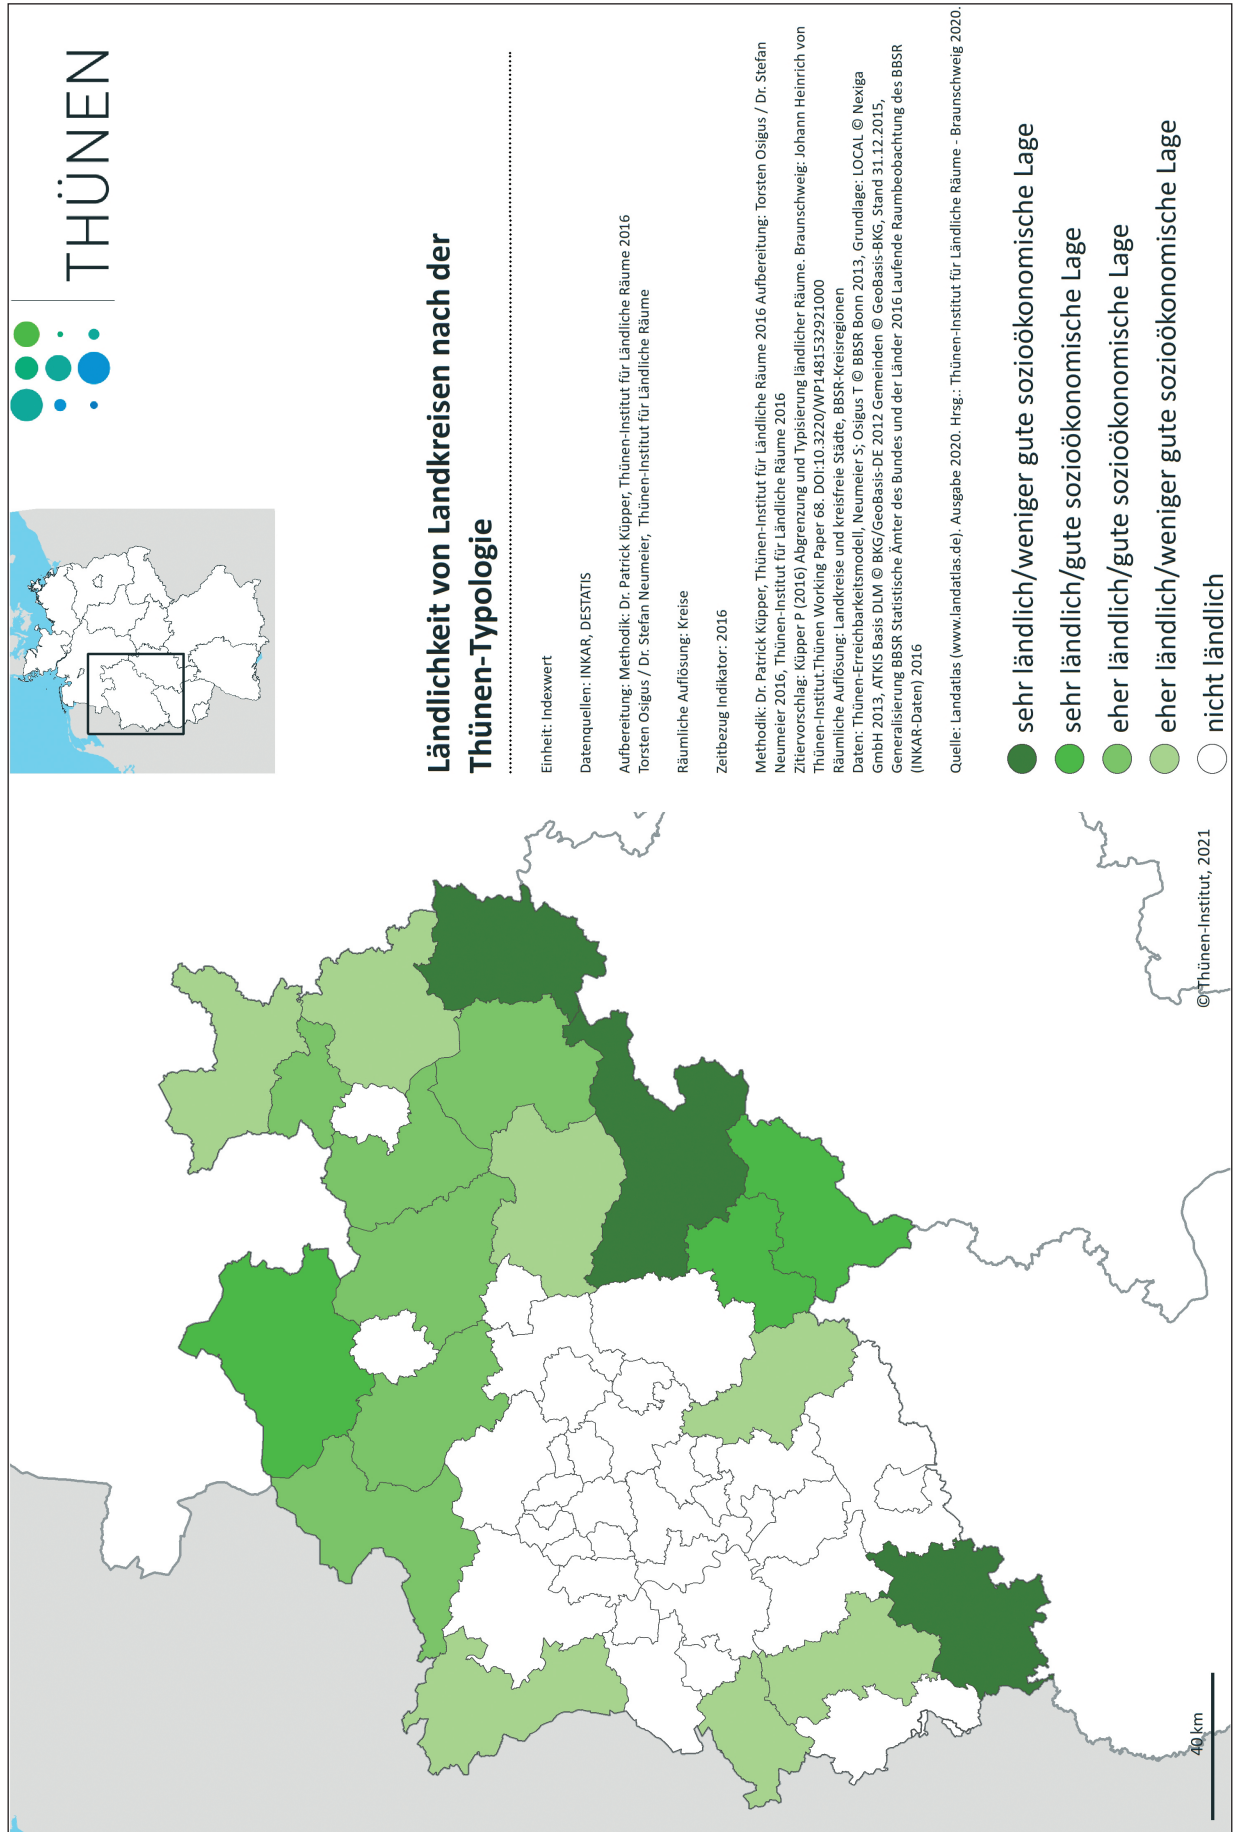 THÜNEN
Ländlichkeit von Landkreisen nach der
Thünen-Typologie
Einheit: Indexwert
Datenquellen: INKAR, DESTATIS
Aufbereitung: Methodik: Dr. Patrick Küpper, Thünen-Institut für Ländliche Räume 2016
Torsten Osigus / Dr. Stefan Neumeier, Thünen-Institut für Ländliche Räume
Räumliche Auflösung: Kreise
Zeitbezug Indikator: 2016
Methodik: Dr. Patrick Küpper, Thünen-Institut für Ländliche Räume 2016 Aufbereitung: Torsten Osigus / Dr. Stefan
Neumeier 2016, Thünen-Institut für Ländliche Räume 2016
Zitiervorschlag: Küpper P (2016) Abgrenzung und Typisierung ländlicher Räume. Braunschweig: Johann Heinrich von
Thünen-Institut.Thünen Working Paper 68. DOI:10.3220/WP1481532921000
Räumliche Auflösung: Landkreise und kreisfreie Städte, BBSR-Kreisregionen
Daten: Thünen-Erreichbarkeitsmodell, Neumeier S; Osigus T © BBSR Bonn 2013, Grundlage: LOCAL © Nexiga
GmbH 2013, ATKIS Basis DLM © BKG/GeoBasis-DE 2012 Gemeinden © GeoBasis-BKG, Stand 31.12.2015,
Generalisierung BBSR Statistische Ämter des Bundes und der Länder 2016 Laufende Raumbeobachtung des BBSR
(INKAR-Daten) 2016
Quelle: Landatlas (www.landatlas.de). Ausgabe 2020. Hrsg.: Thünen-Institut für Ländliche Räume - Braunschweig 2020.
sehr ländlich/weniger gute sozioökonomische Lage
sehr ländlich/gute sozioökonomische Lage
eher ländlich/gute sozioökonomische Lage
eher ländlich/weniger gute sozioökonomische Lage
nicht ländlich
© Thünen-Institut, 2021
40 km